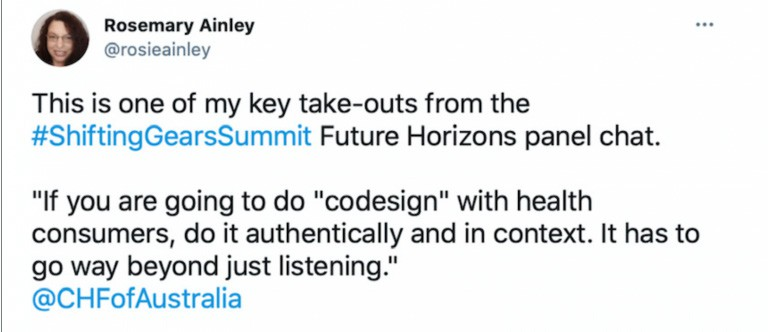 Rosemary Ainley
@rosieainley
This is one of my key take-outs from the
#ShiftingGearsSummit Future Horizons panel chat.
"If you are going to do "codesign" with health
consumers, do it authentically and in context. It has to
go way beyond just listening."
@CHFofAustralia